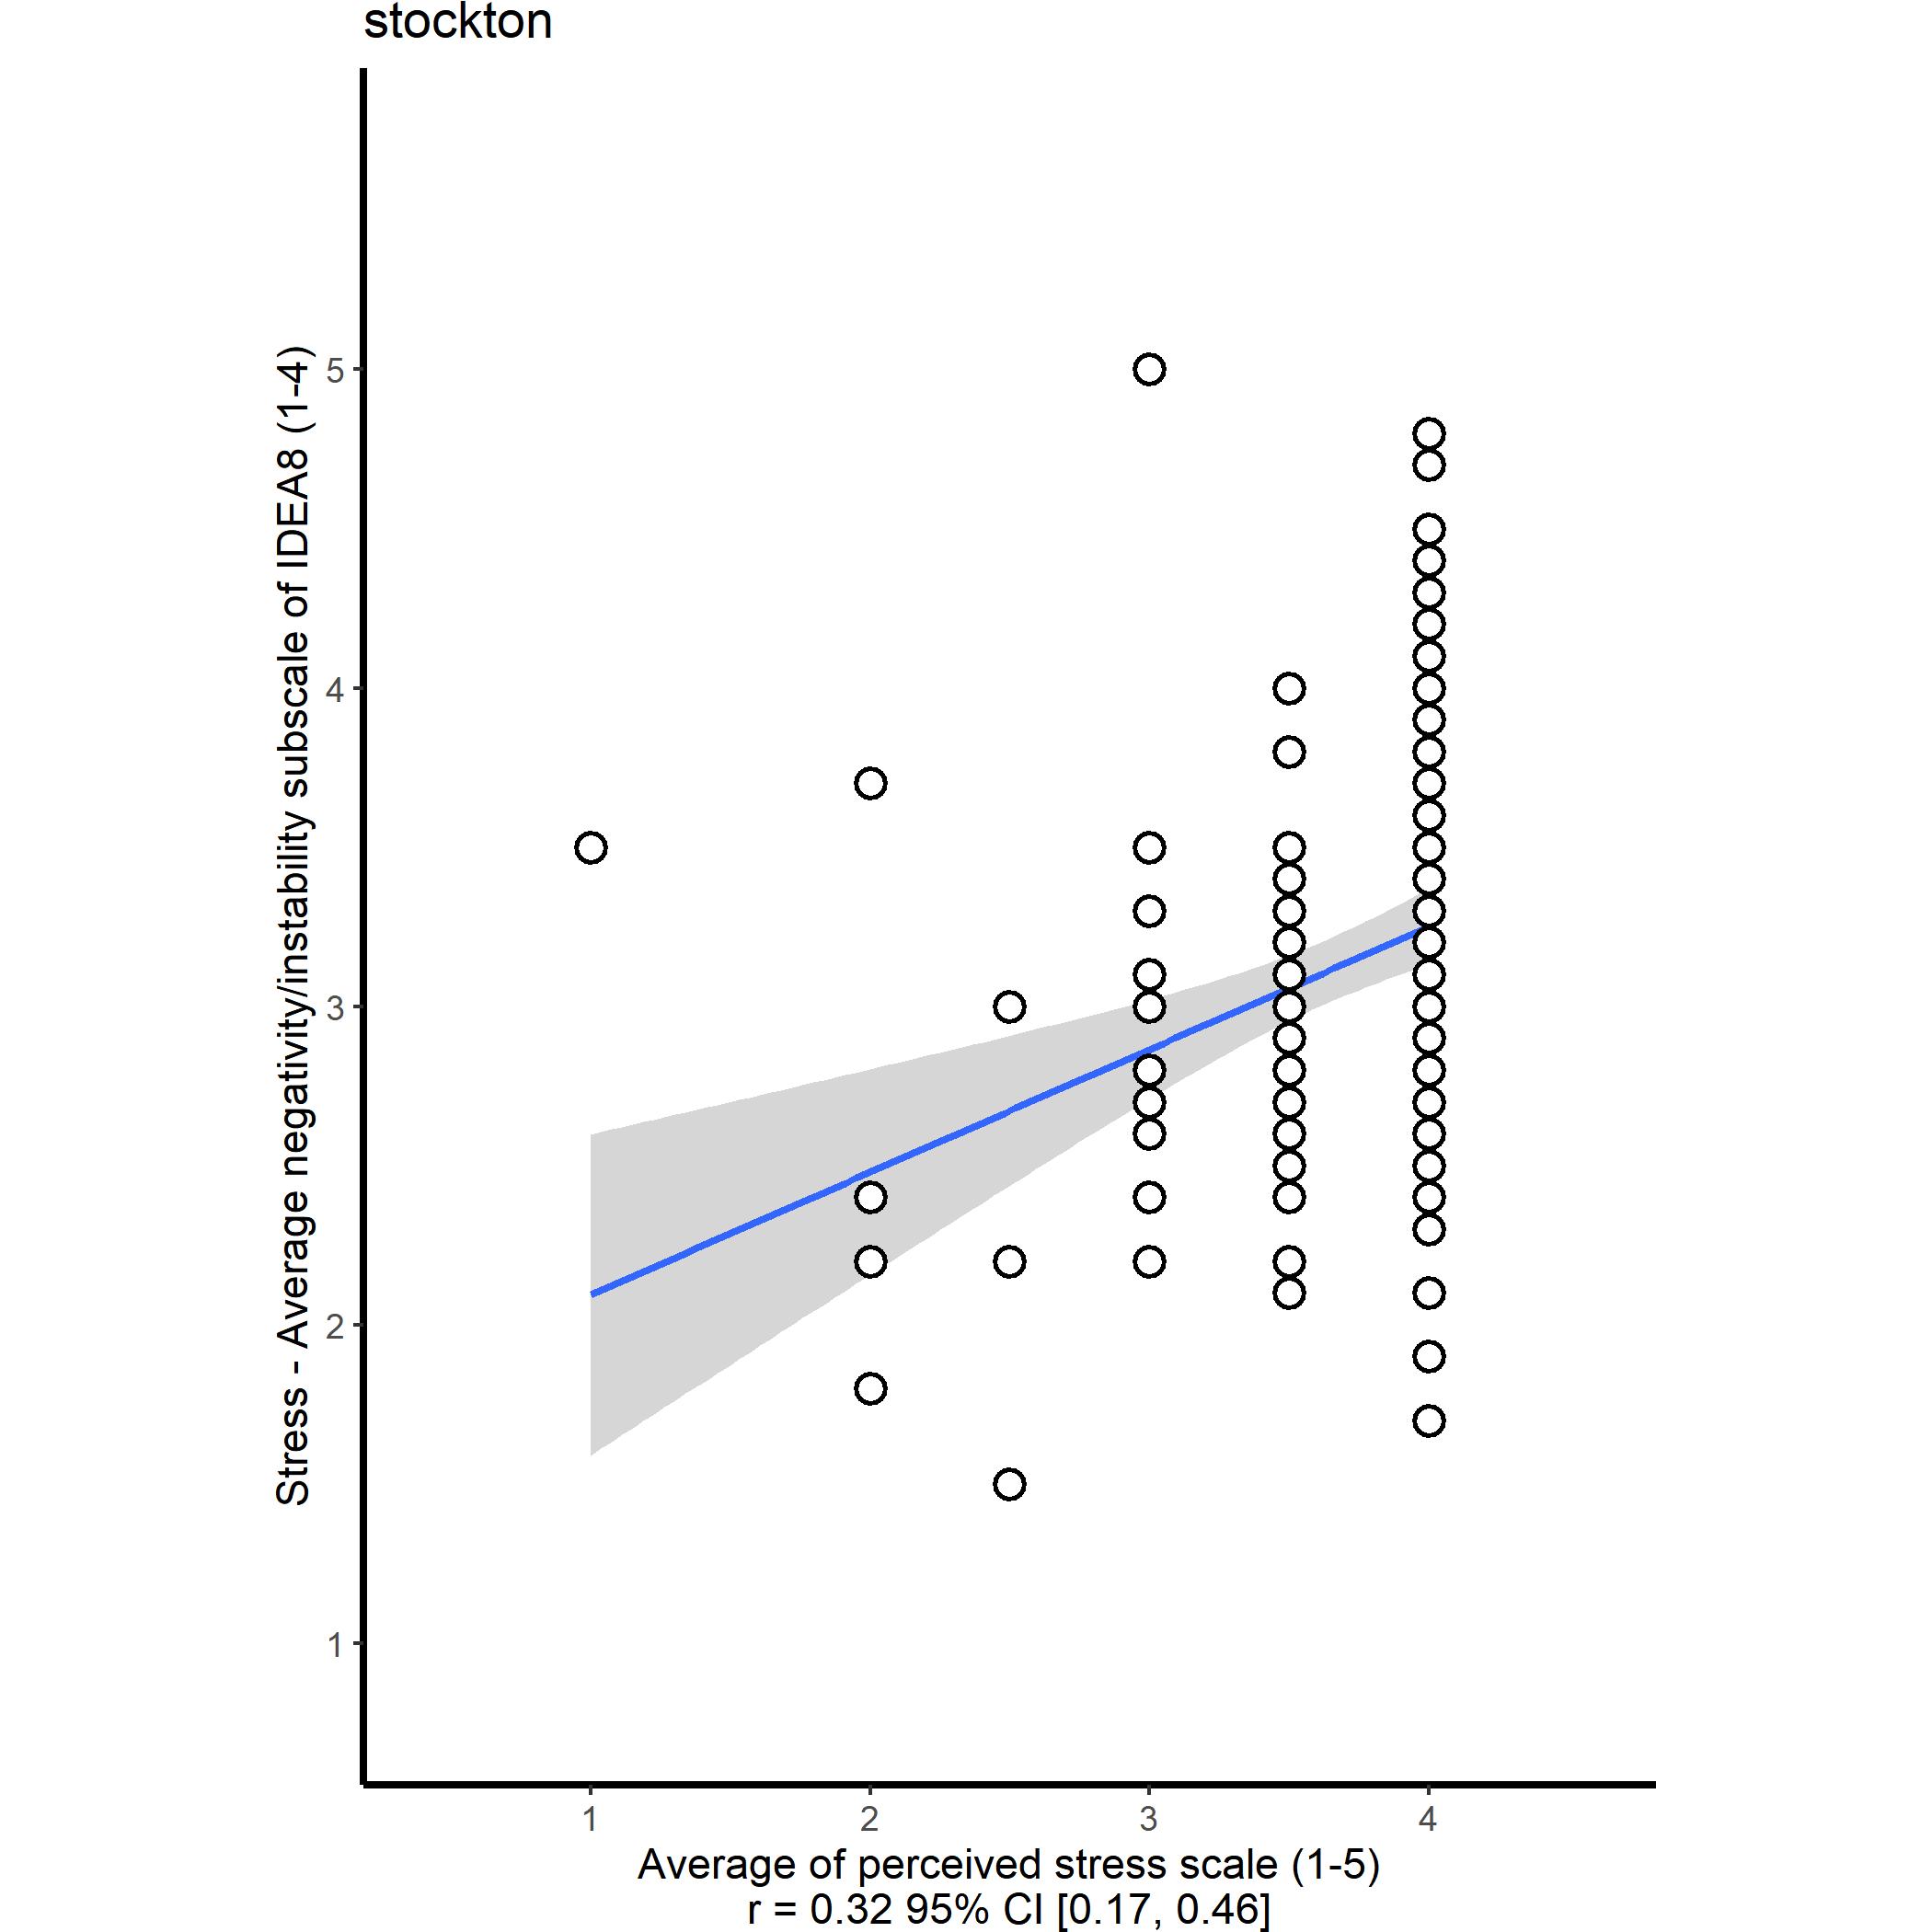 stockton
Stress - Average negativity/instability subscale of IDEA8 (1-4)
5
4
3
2
1
1 2 3 4
Average of perceived stress scale (1-5)
r = 0.32 95% CI [0.17, 0.46]